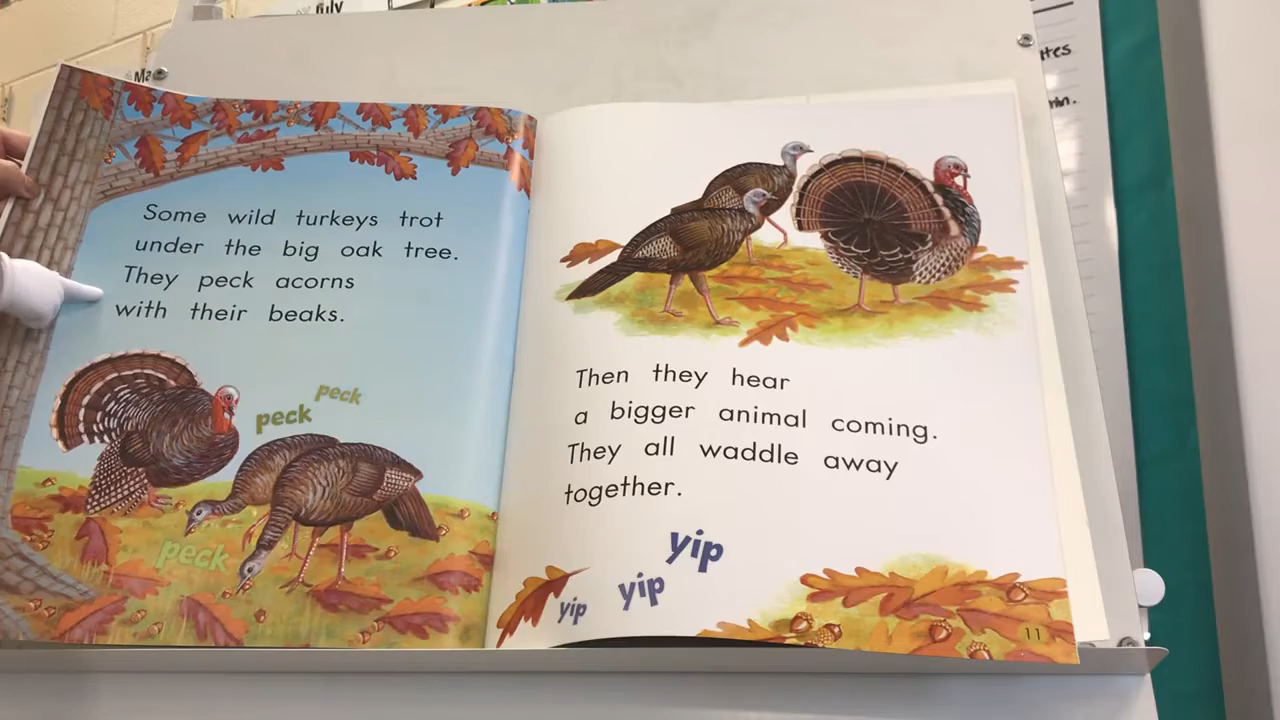 July
Some wild turkeys trot
under the big oak tree.
They peck acorns
with their beaks.
peck
peck
peck
Then they hear
a bigger animal coming.
They all waddle away
together.
yip
yip
yip
11